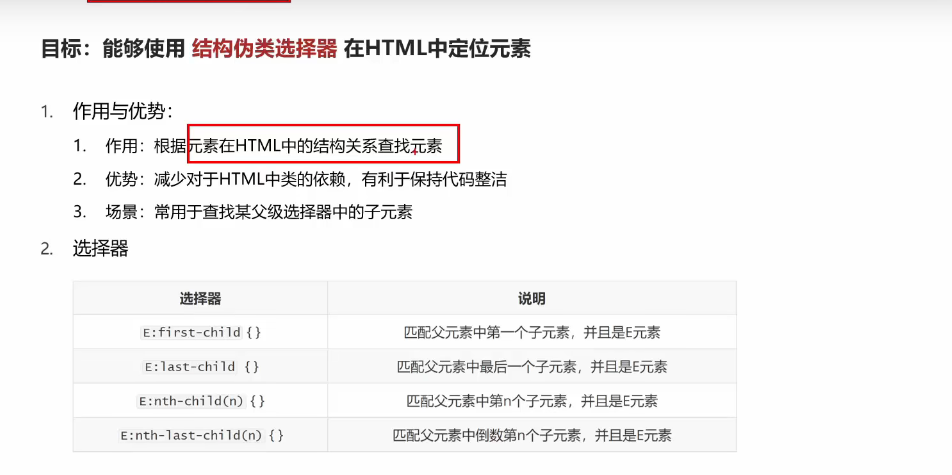 目标：能够使用 结构伪类选择器 在HTML中定位元素
1. 作用与优势：
1. 作用：根据元素在HTML中的结构关系查找元素
2. 优势：减少对于HTML中类的依赖，有利于保持代码整洁
3. 场景：常用于查找某父级选择器中的子元素
2. 选择器
选择器 说明
E:first-child {} 匹配父元素中第一个子元素，并且是E元素
E:last-child {} 匹配父元素中最后一个子元素，并且是E元素
E:nth-child(n) {} 匹配父元素中第n个子元素，并且是E元素
E:nth-last-child(n) {} 匹配父元素中倒数第n个子元素，并且是E元素